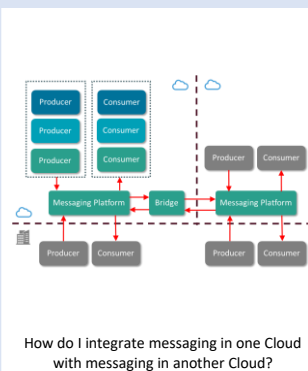 Producer
Consumer
Producer
Consumer
Producer
Consumer
Producer
Consumer
Messaging Platform
Bridge
Messaging Platform
Producer
Consumer
Producer
Consumer
How do I integrate messaging in one Cloud
with messaging in another Cloud?